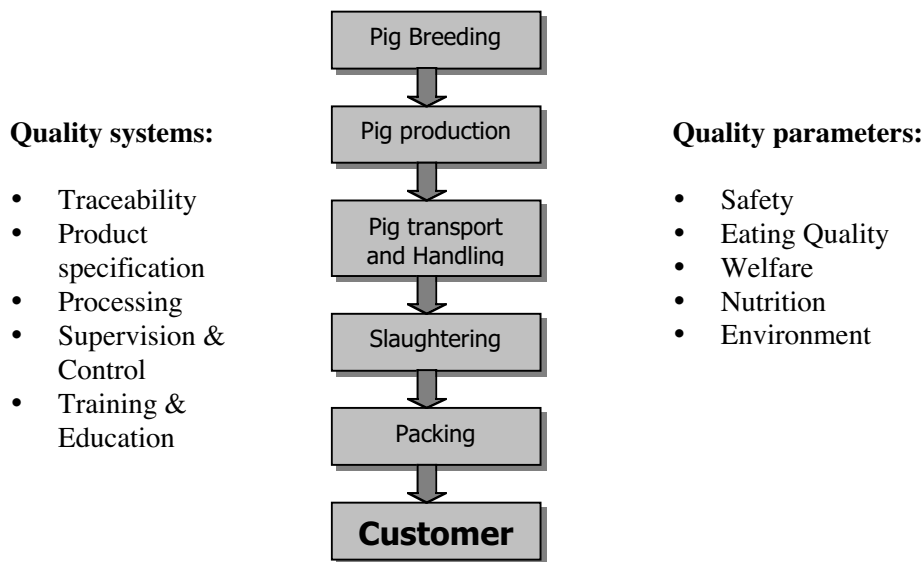 Pig Breeding
Pig production
Pig transport
and Handling
Slaughtering
Packing
Customer
Quality systems:
• Traceability
• Product
specification
• Processing
• Supervision &
Control
• Training &
Education
Quality parameters:
• Safety
• Eating Quality
• Welfare
• Nutrition
• Environment